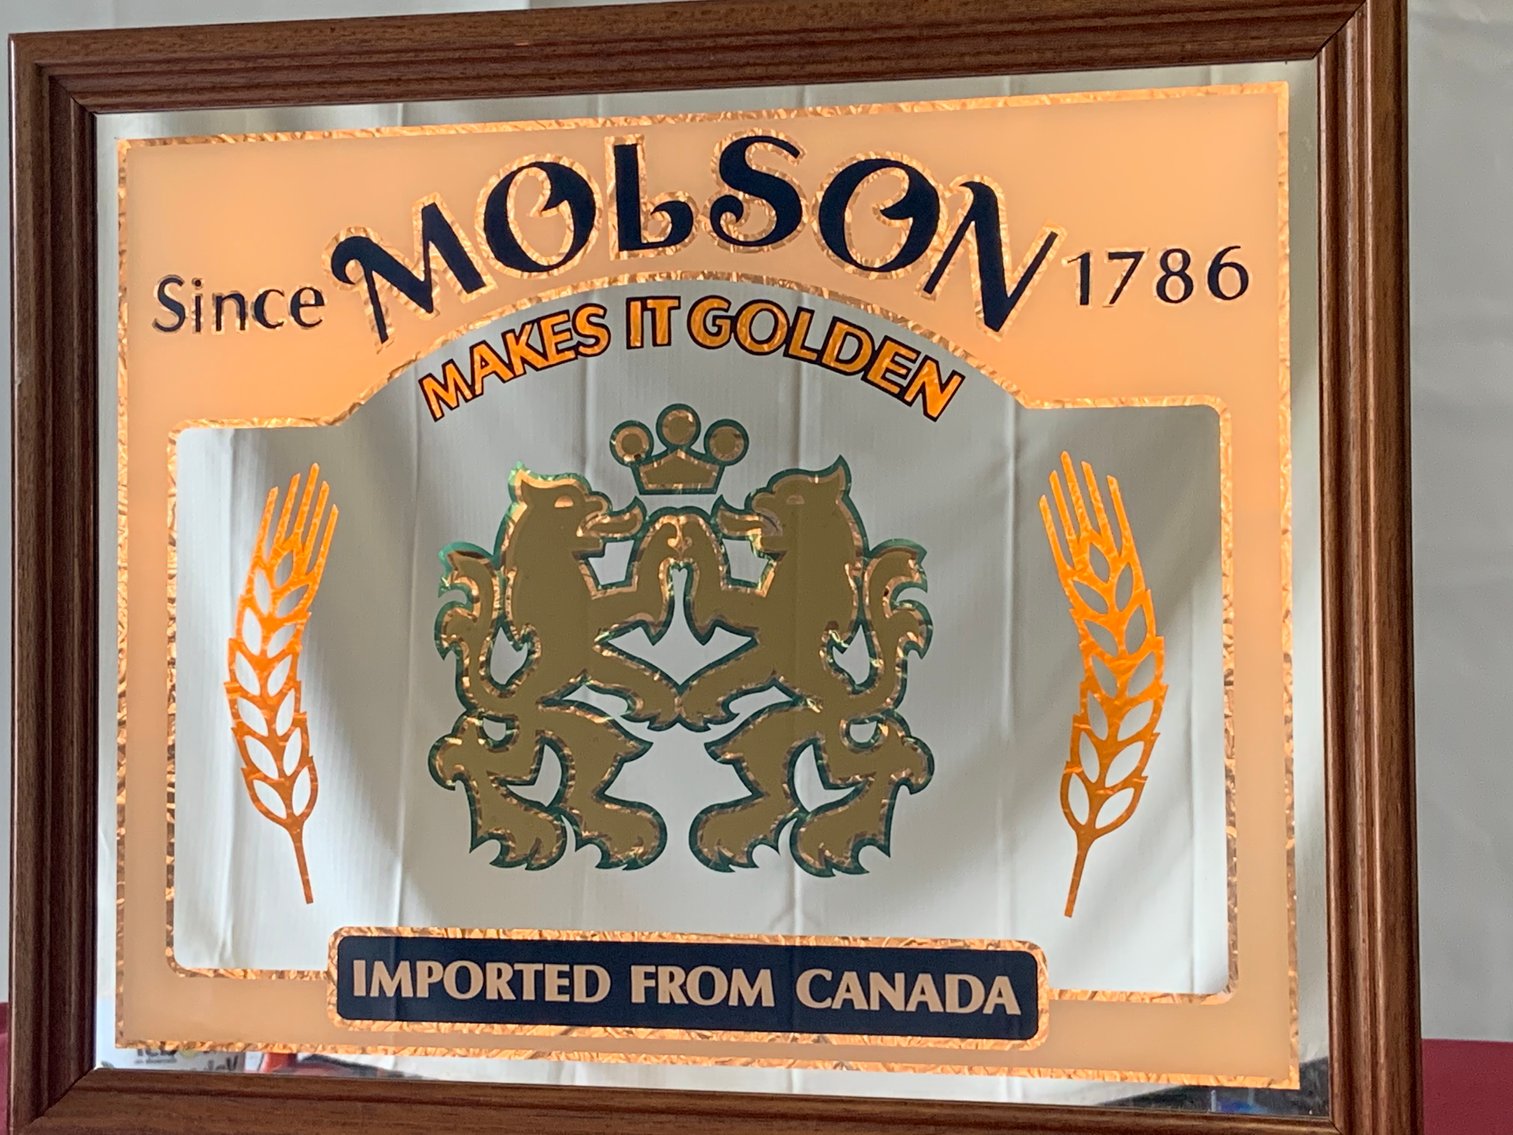 Since MOLSON 1786
MAKES IT GOLDEN
IMPORTED FROM CANADA